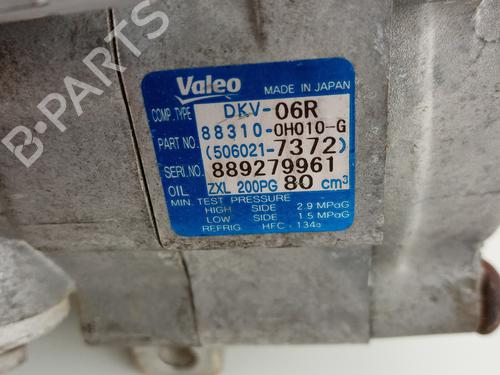 B-PARTS
Valeo MADE IN JAPAN
COMP.TYPE DKV-06R
PART NO. 88310-0H010-G
(506021-7372)
SERI.NO. 889279961
OIL ZXL 200PG 80 cm³
MIN. TEST PRESSURE
HIGH SIDE 2.9 MPaG
LOW SIDE 1.5 MPaG
REFRIG HFC-134a